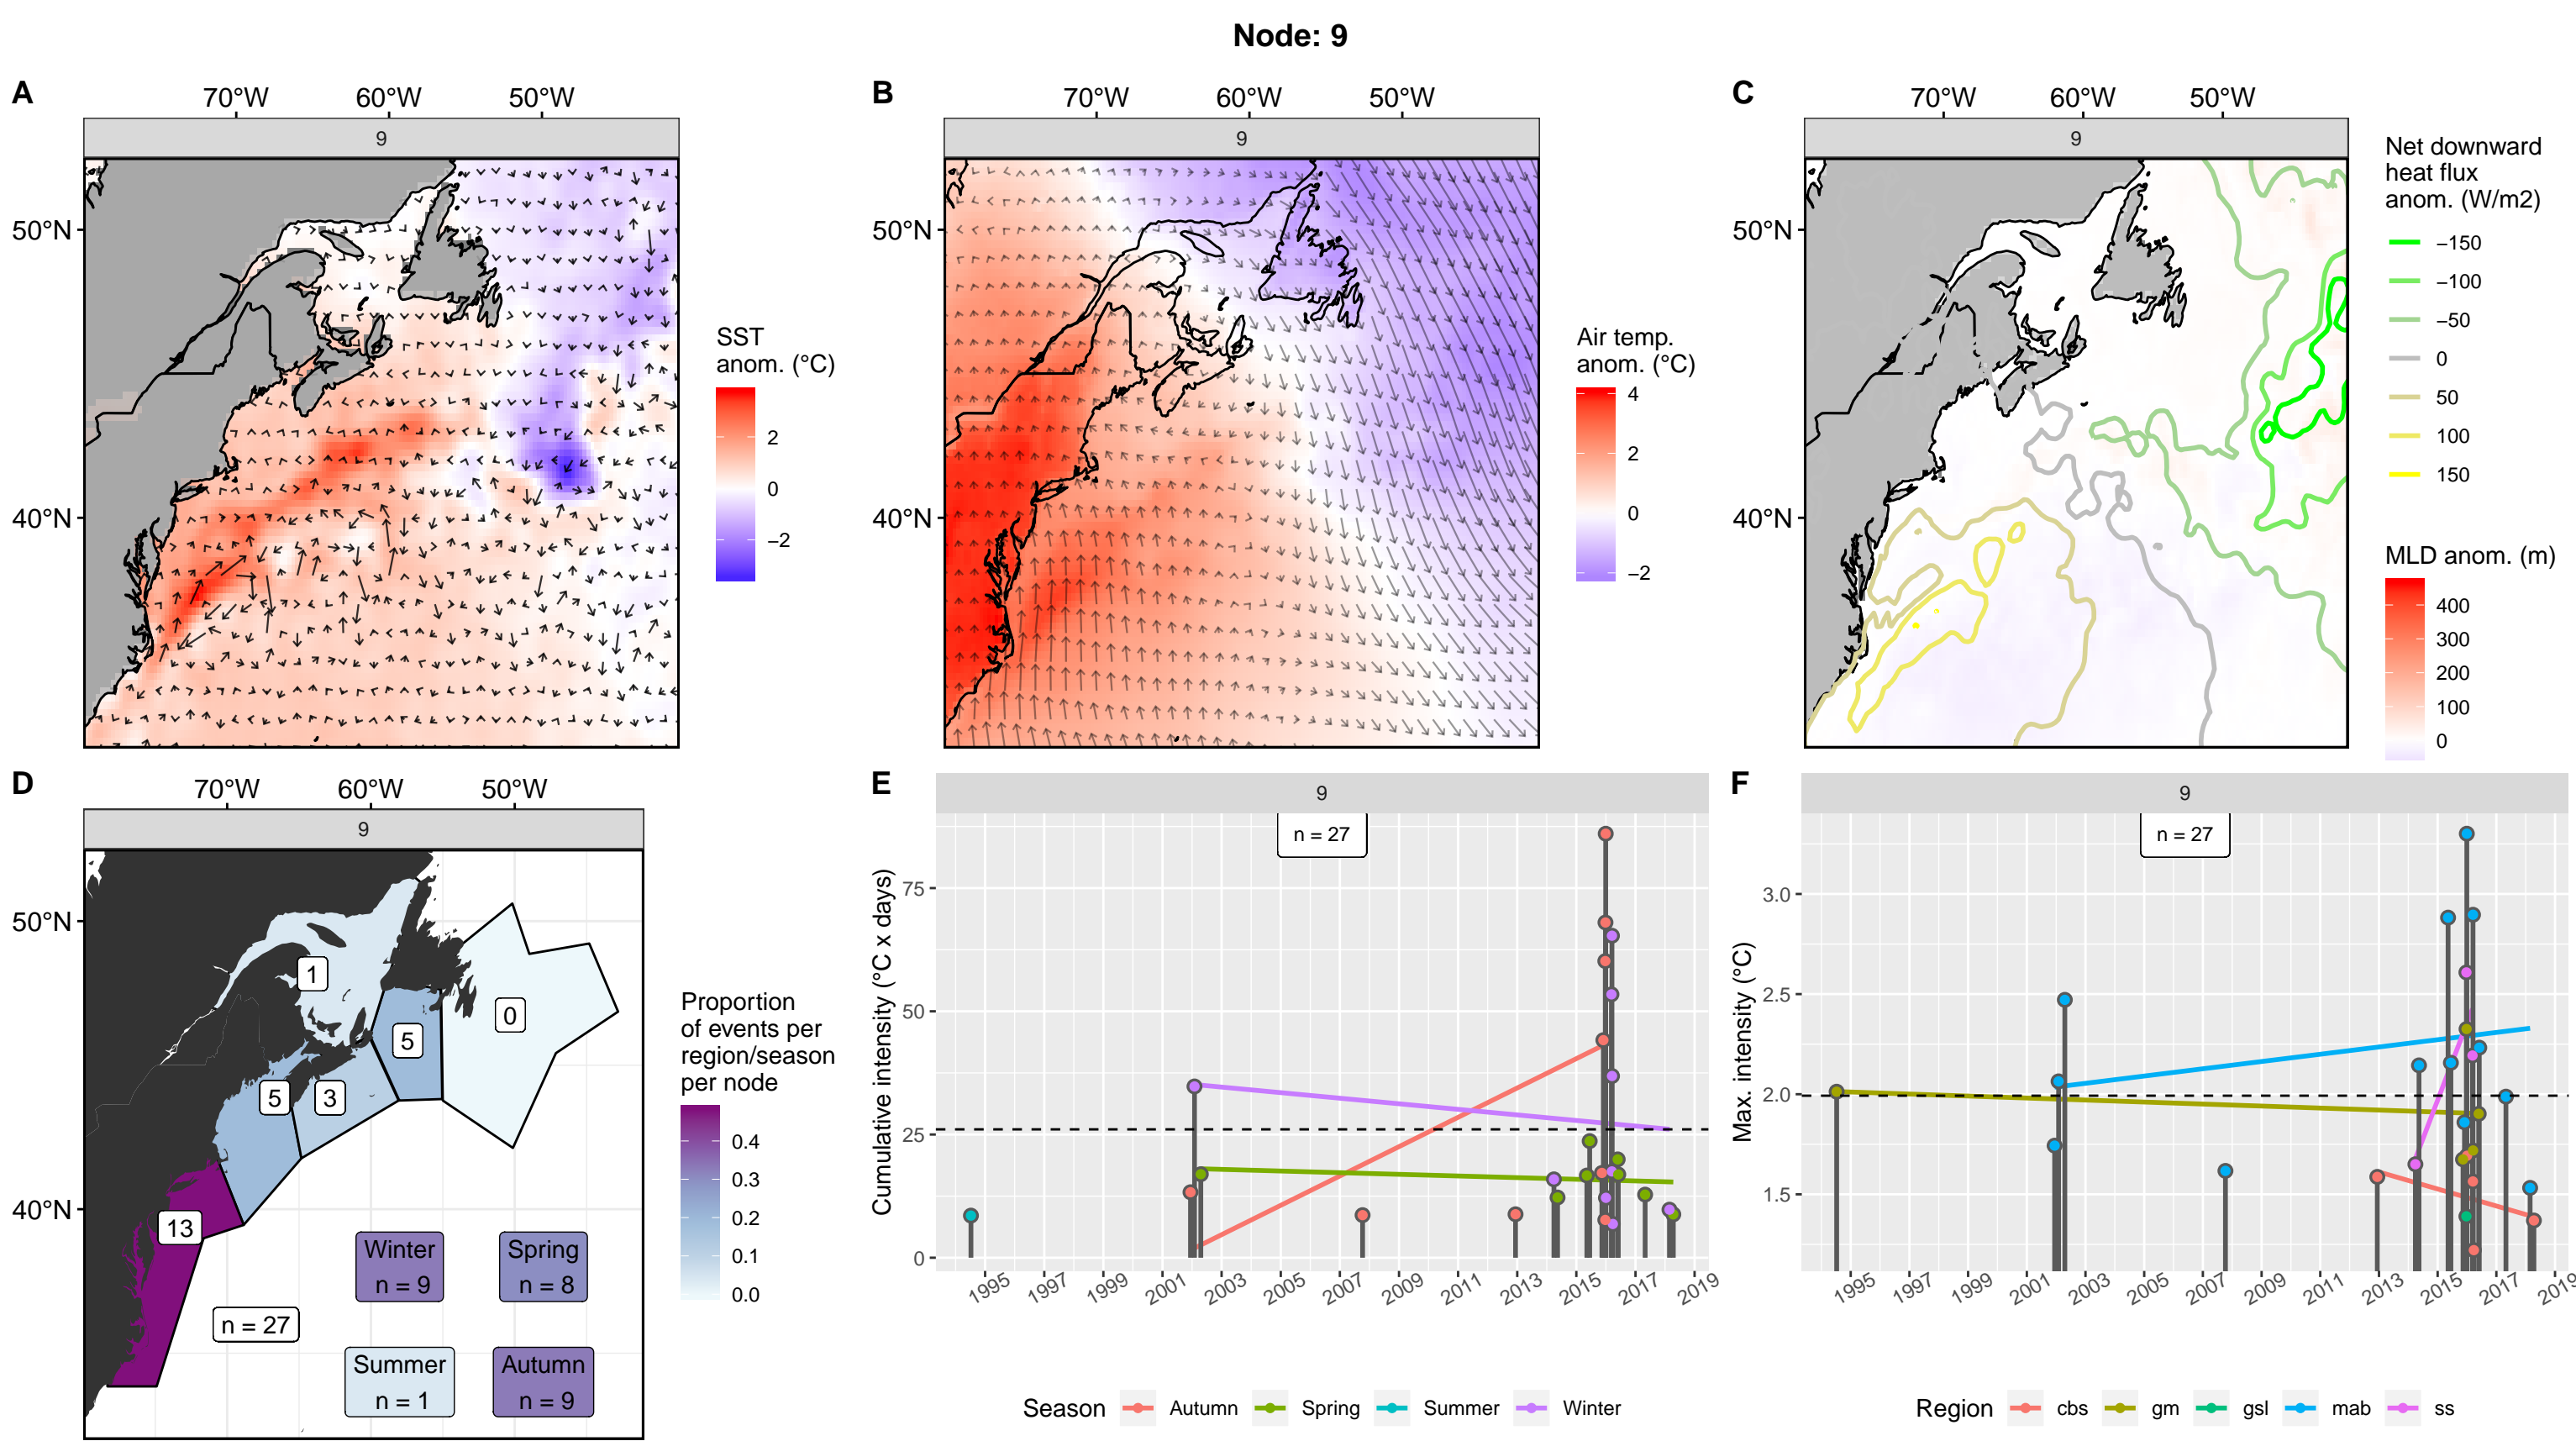 Node: 9
A
70°W 60°W 50°W
9
50°N
40°N
SST
anom. (°C)
2
0
−2
B
70°W 60°W 50°W
9
50°N
40°N
Air temp.
anom. (°C)
4
2
0
−2
C
70°W 60°W 50°W
9
50°N
40°N
Net downward
heat flux
anom. (W/m2)
−150
−100
−50
0
50
100
150
MLD anom. (m)
400
300
200
100
0
D
70°W 60°W 50°W
9
50°N
40°N
1
5
0
5
3
13
n = 27
Winter
n = 9
Spring
n = 8
Summer
n = 1
Autumn
n = 9
Proportion
of events per
region/season
per node
0.4
0.3
0.2
0.1
0.0
E
9
n = 27
Cumulative intensity (°C x days)
75
50
25
0
1995 1997 1999 2001 2003 2005 2007 2009 2011 2013 2015 2017 2019
Season Autumn Spring Summer Winter
F
9
n = 27
Max. intensity (°C)
3.0
2.5
2.0
1.5
1995 1997 1999 2001 2003 2005 2007 2009 2011 2013 2015 2017 2019
Region cbs gm gsl mab ss